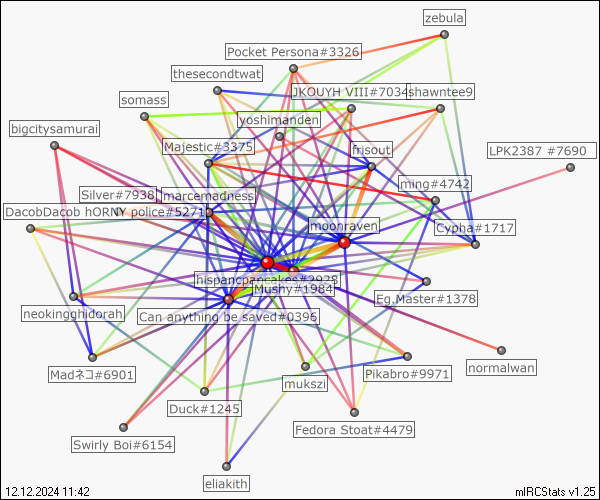 zebula
Pocket Persona#3326
thesecondtwat
JKOUYH VIII#7034
shawntee9
somass
yoshimanden
bigcitysamurai
Majestic#3375
frisout
LPK2387 #7690
ming#4742
Silver#7938
marcemadness
DacobDacob hORNY police#5271
moonraven
Cypha#1717
hispancpancakes#3928
Mushy#1984
Eg.Master#1378
neokingghidorah
Can anything be saved#0396
Madネコ#6901
mukszi
Pikabro#9971
normalwan
Duck#1245
Fedora Stoat#4479
Swirly Boi#6154
eliakith
12.12.2024 11:42
mIRCStats v1.25